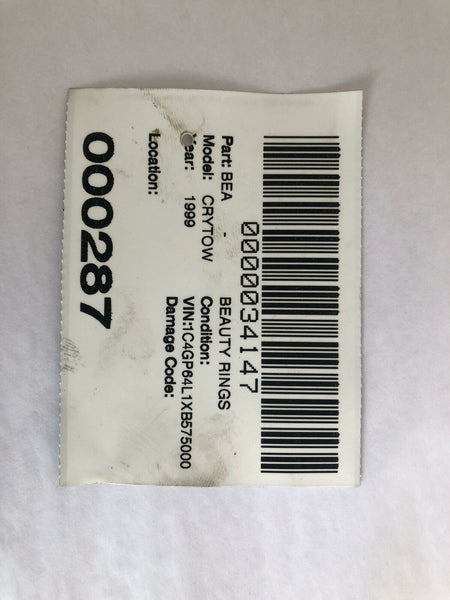 0000034147
Part: BEA - BEAUTY RINGS
Model: CRYTOW Condition:
ear: 1999 VIN:1C4GP64L1XB575000
Damage Code:
Location:
000287